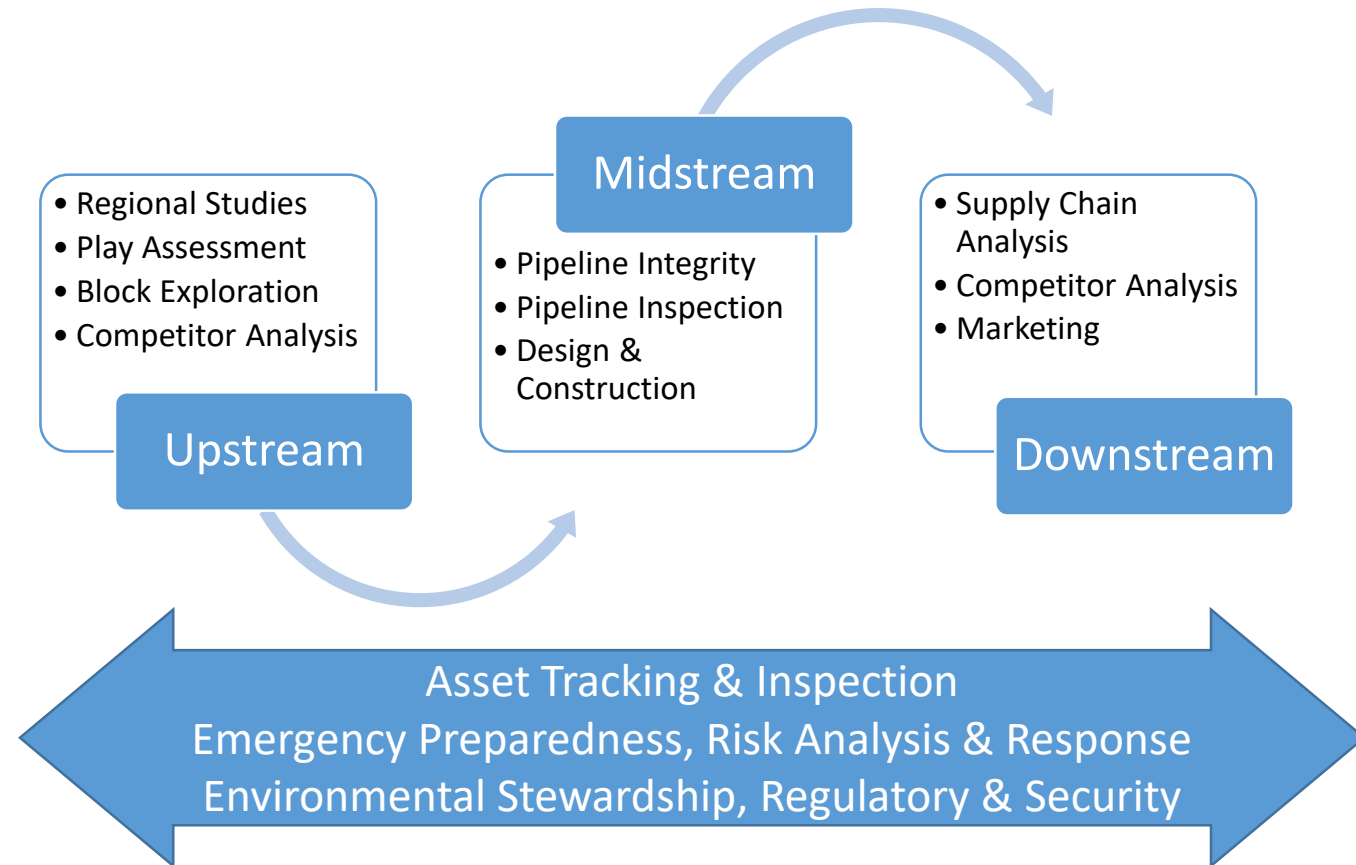 • Regional Studies
• Play Assessment
• Block Exploration
• Competitor Analysis
Upstream
Midstream
• Pipeline Integrity
• Pipeline Inspection
• Design &
Construction
• Supply Chain
Analysis
• Competitor Analysis
• Marketing
Downstream
Asset Tracking & Inspection
Emergency Preparedness, Risk Analysis & Response
Environmental Stewardship, Regulatory & Security